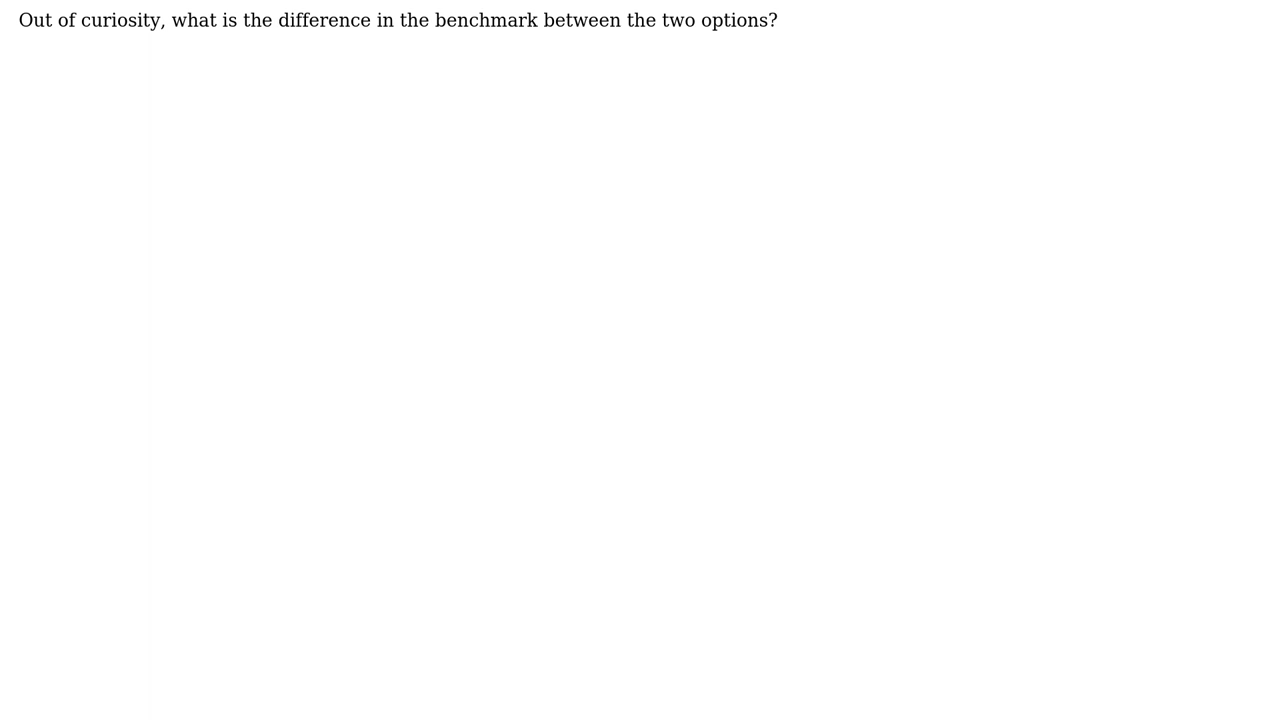 Out of curiosity, what is the difference in the benchmark between the two options?